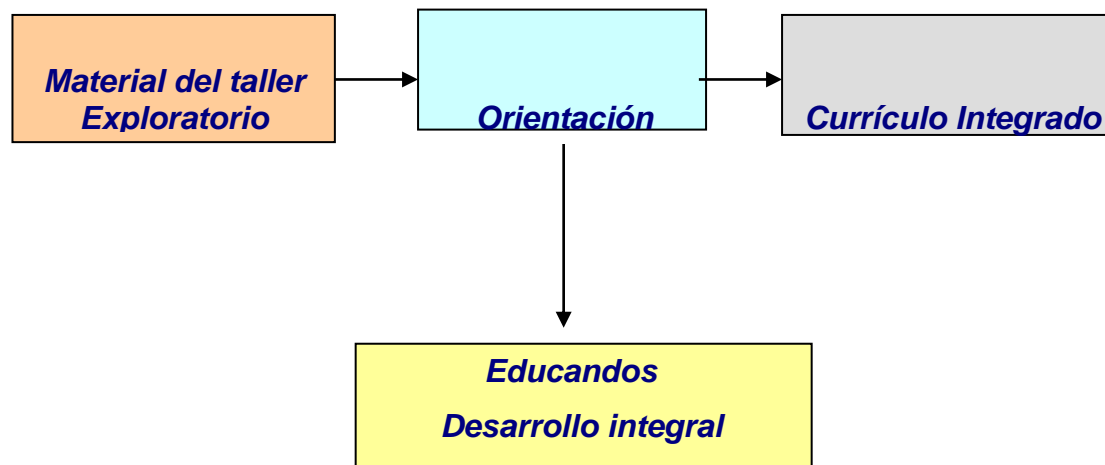 Material del taller
Exploratorio
Orientación
Currículo Integrado
Educandos
Desarrollo integral